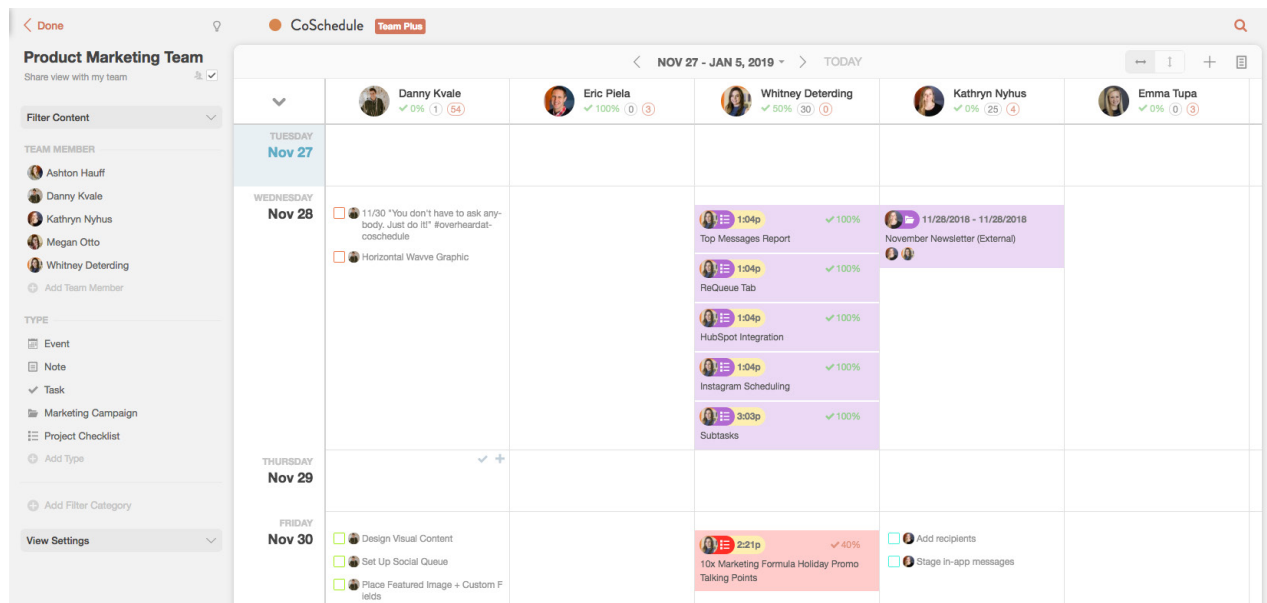 Done
CoSchedule Team Plus
Product Marketing Team
Share view with my team
NOV 27 - JAN 5, 2019 TODAY
Filter Content
TEAM MEMBER
Ashton Hauff
Danny Kvale
Kathryn Nyhus
Megan Otto
Whitney Deterding
Add Team Member
TYPE
Event
Note
Task
Marketing Campaign
Project Checklist
Add Type
Add Filter Category
View Settings
Danny Kvale
0% 1 54
Eric Piela
100% 0 3
Whitney Deterding
50% 30 0
Kathryn Nyhus
0% 25 4
Emma Tupa
0% 0 3
TUESDAY
Nov 27
WEDNESDAY
Nov 28
11/30 "You don't have to ask any-
body. Just do it!" #overheardat-
coschedule
Horizontal Wavve Graphic
1:04p 100%
Top Messages Report
1:04p 100%
ReQueue Tab
1:04p 100%
HubSpot Integration
1:04p 100%
Instagram Scheduling
3:03p 100%
Subtasks
11/28/2018 - 11/28/2018
November Newsletter (External)
THURSDAY
Nov 29
FRIDAY
Nov 30
Design Visual Content
Set Up Social Queue
Place Featured Image + Custom F
ields
2:21p 40%
10x Marketing Formula Holiday Promo
Talking Points
Add recipients
Stage in-app messages